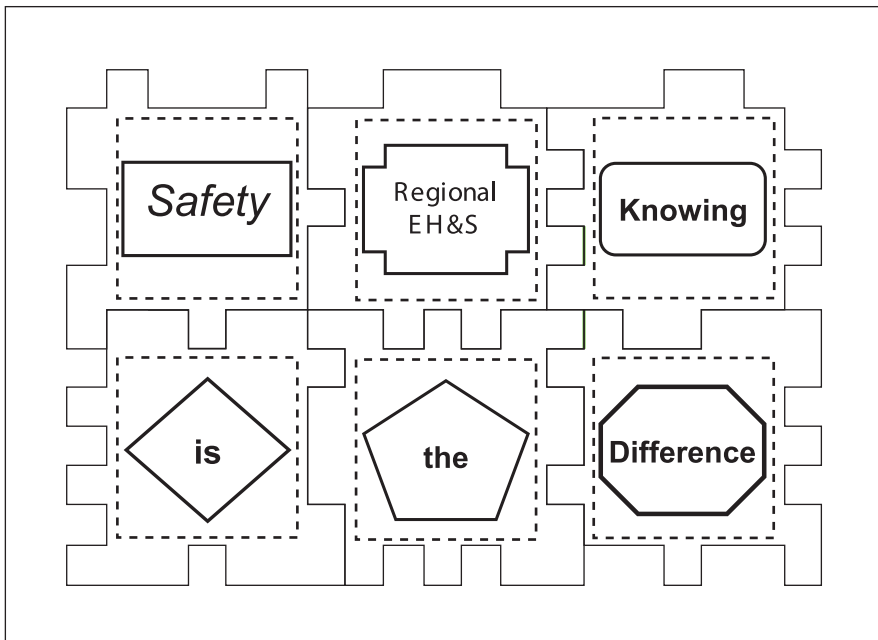 Safety
Regional
EH&S
Knowing
is
the
Difference